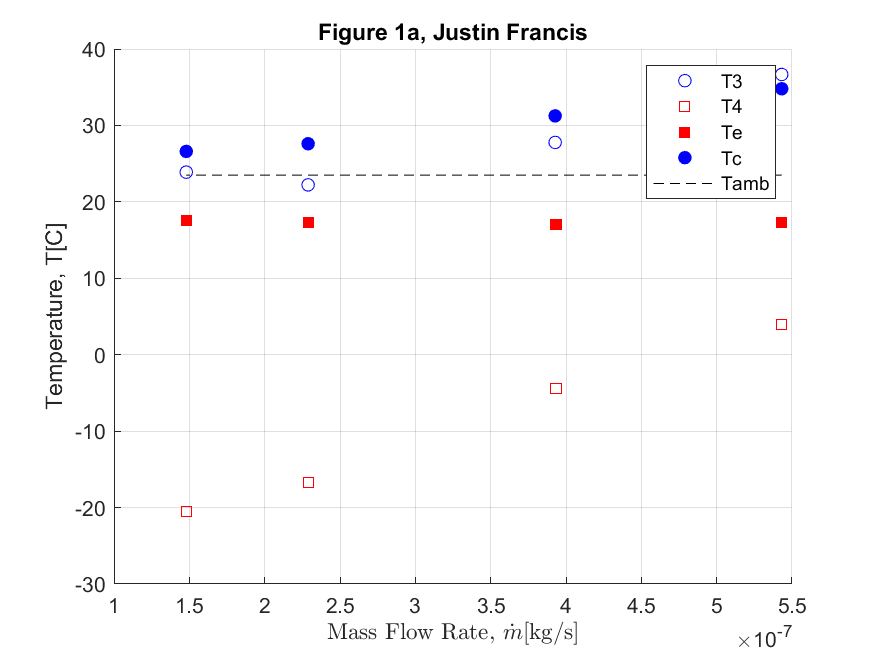 Figure 1a, Justin Francis
40
30
20
10
0
-10
-20
-30
Temperature, T[C]
T3
T4
Te
Tc
Tamb
1 1.5 2 2.5 3 3.5 4 4.5 5 5.5
Mass Flow Rate, ṁ[kg/s]
×10⁻⁷